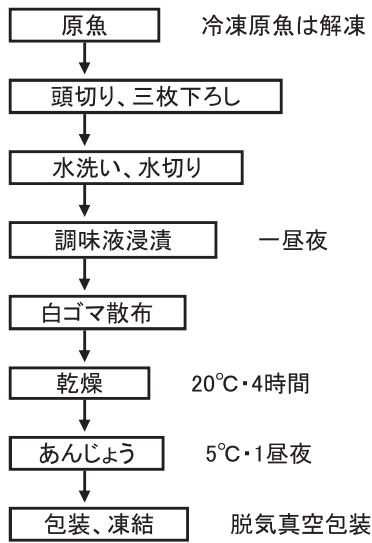 原魚 冷凍原魚は解凍
頭切り、三枚下ろし
水洗い、水切り
調味液浸漬 一昼夜
白ゴマ散布
乾燥 20℃・4時間
あんじょう 5℃・1昼夜
包装、凍結 脱気真空包装